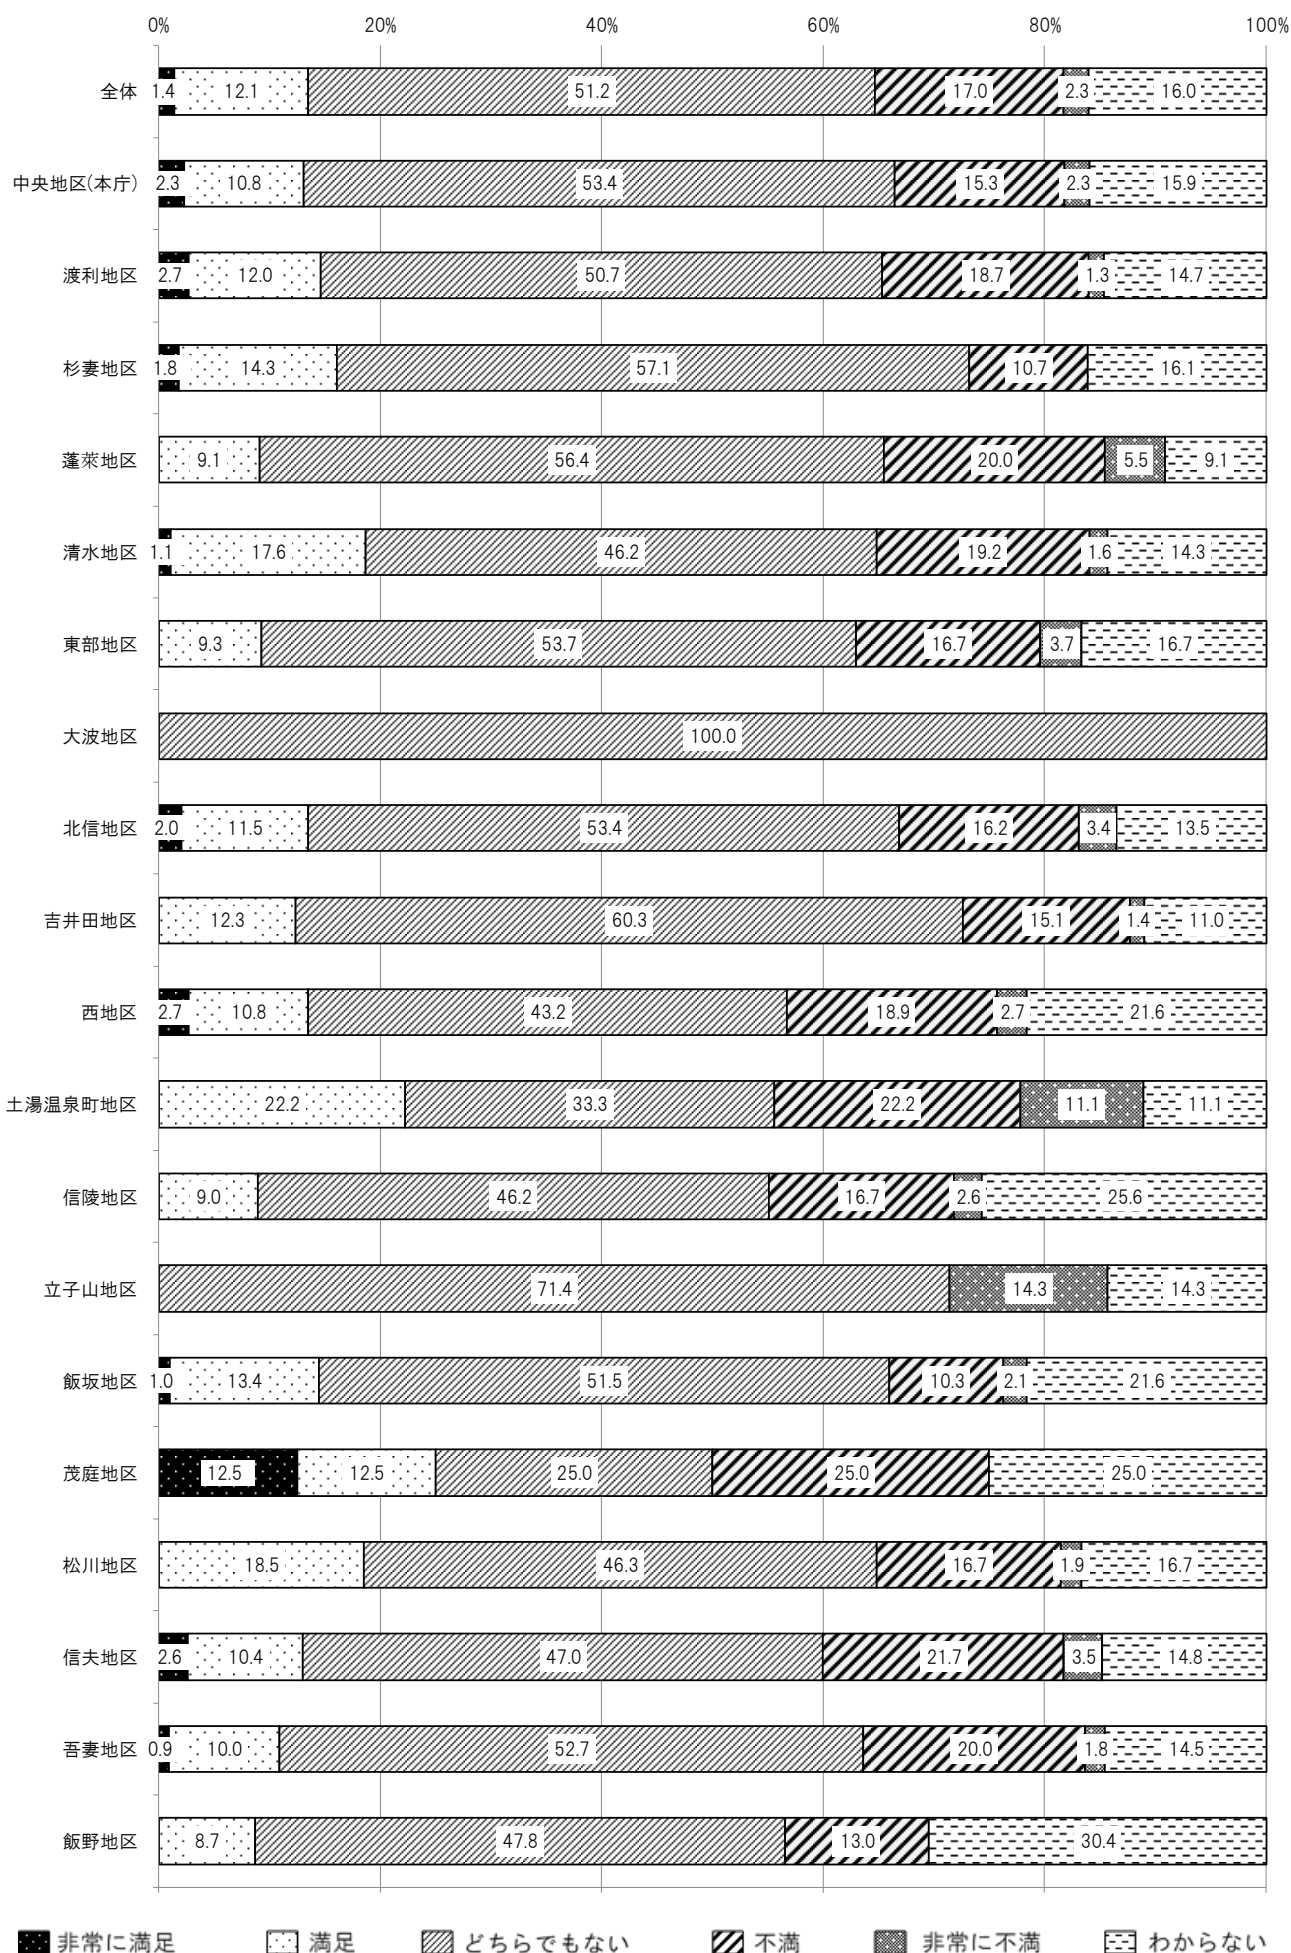 0% 20% 40% 60% 80% 100%
全体 1.4 12.1 51.2 17.0 2.3 16.0
中央地区(本庁) 2.3 10.8 53.4 15.3 2.3 15.9
渡利地区 2.7 12.0 50.7 18.7 1.3 14.7
杉妻地区 1.8 14.3 57.1 10.7 16.1
蓬萊地区 9.1 56.4 20.0 5.5 9.1
清水地区 1.1 17.6 46.2 19.2 1.6 14.3
東部地区 9.3 53.7 16.7 3.7 16.7
大波地区 100.0
北信地区 2.0 11.5 53.4 16.2 3.4 13.5
吉井田地区 12.3 60.3 15.1 1.4 11.0
西地区 2.7 10.8 43.2 18.9 2.7 21.6
土湯温泉町地区 22.2 33.3 22.2 11.1 11.1
信陵地区 9.0 46.2 16.7 2.6 25.6
立子山地区 71.4 14.3 14.3
飯坂地区 1.0 13.4 51.5 10.3 2.1 21.6
茂庭地区 12.5 12.5 25.0 25.0 25.0
松川地区 18.5 46.3 16.7 1.9 16.7
信夫地区 2.6 10.4 47.0 21.7 3.5 14.8
吾妻地区 0.9 10.0 52.7 20.0 1.8 14.5
飯野地区 8.7 47.8 13.0 30.4
非常に満足 満足 どちらでもない 不満 非常に不満 わからない